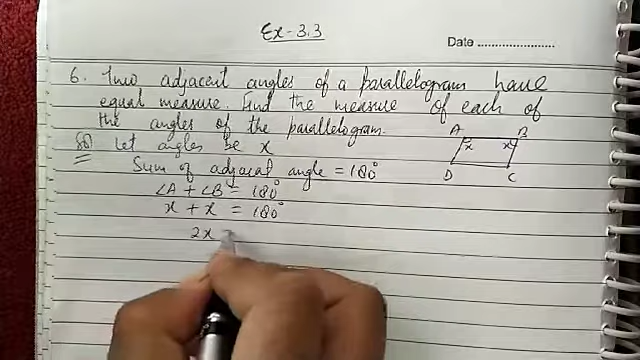 Ex-3.3
Date
6. Two adjacent angles of a parallelogram have
equal measure. Find the measure of each of
the angles of the parallelogram.
A B
Sol Let angles be x
x x
Sum of adjacent angle = 180°
D C
∠A + ∠B = 180°
x + x = 180°
2x